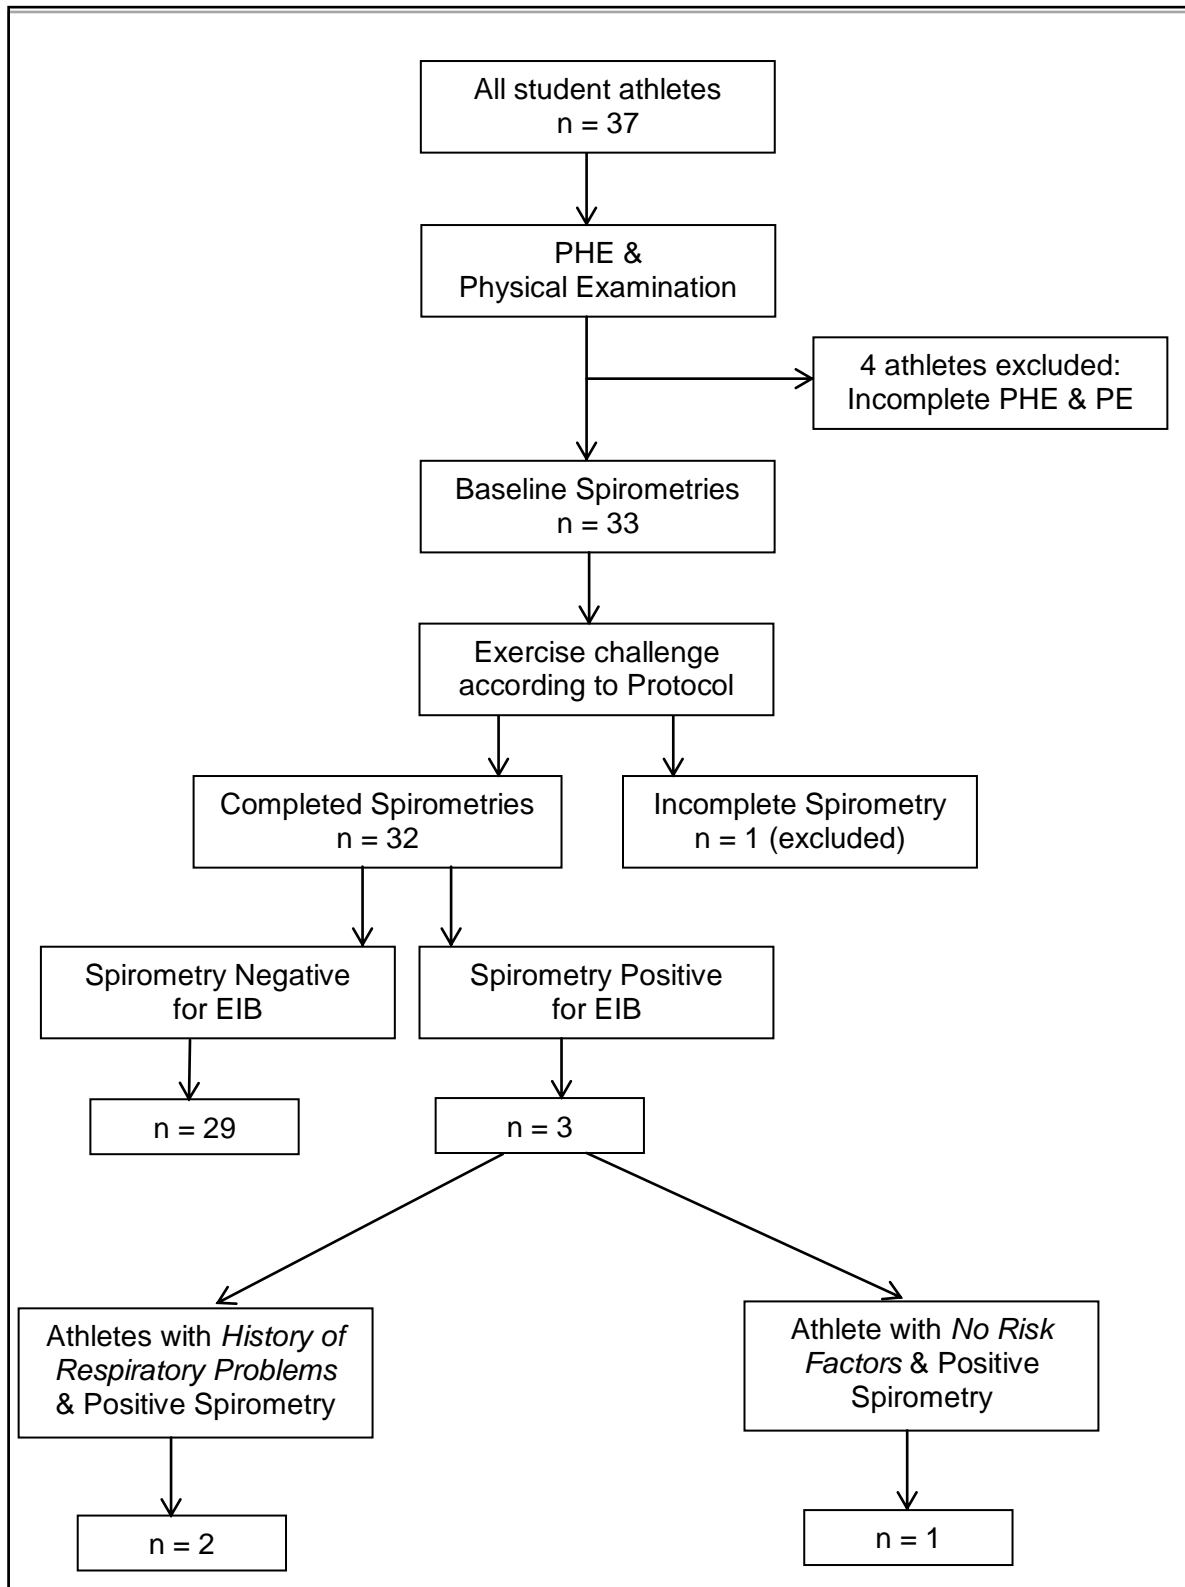 All student athletes
n = 37
PHE &
Physical Examination
4 athletes excluded:
Incomplete PHE & PE
Baseline Spirometries
n = 33
Exercise challenge
according to Protocol
Completed Spirometries
n = 32
Incomplete Spirometry
n = 1 (excluded)
Spirometry Negative
for EIB
Spirometry Positive
for EIB
n = 29
n = 3
Athletes with History of
Respiratory Problems
& Positive Spirometry
Athlete with No Risk
Factors & Positive
Spirometry
n = 2
n = 1